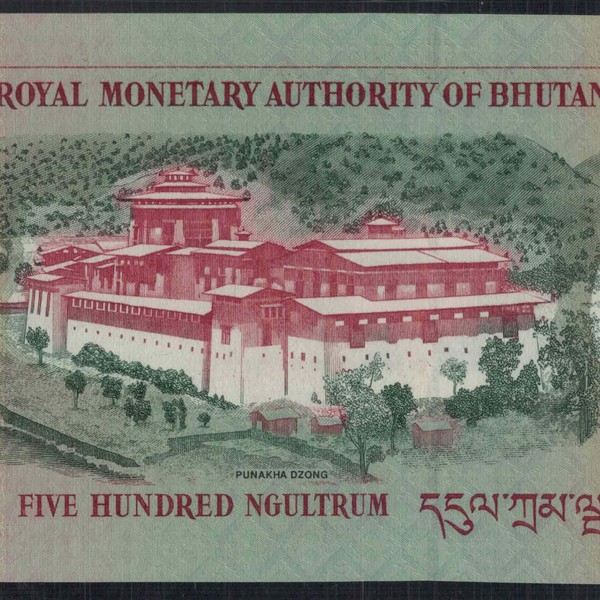 ROYAL MONETARY AUTHORITY OF BHUTAN
PUNAKHA DZONG
FIVE HUNDRED NGULTRUM དངུལ་ཀྲམ་ལྔ